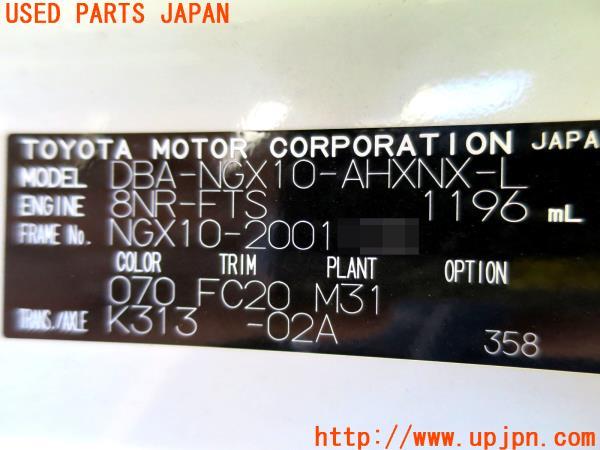 USED PARTS JAPAN
TOYOTA MOTOR CORPORATION JAPA
MODEL DBA-NGX10-AHXNX-L
ENGINE 8NR-FTS 1196 mL
FRAME No. NGX10-2001
COLOR TRIM PLANT OPTION
070 FC20 M31
TRANS./AXLE K313 -02A 358
http://www.upjpn.com/